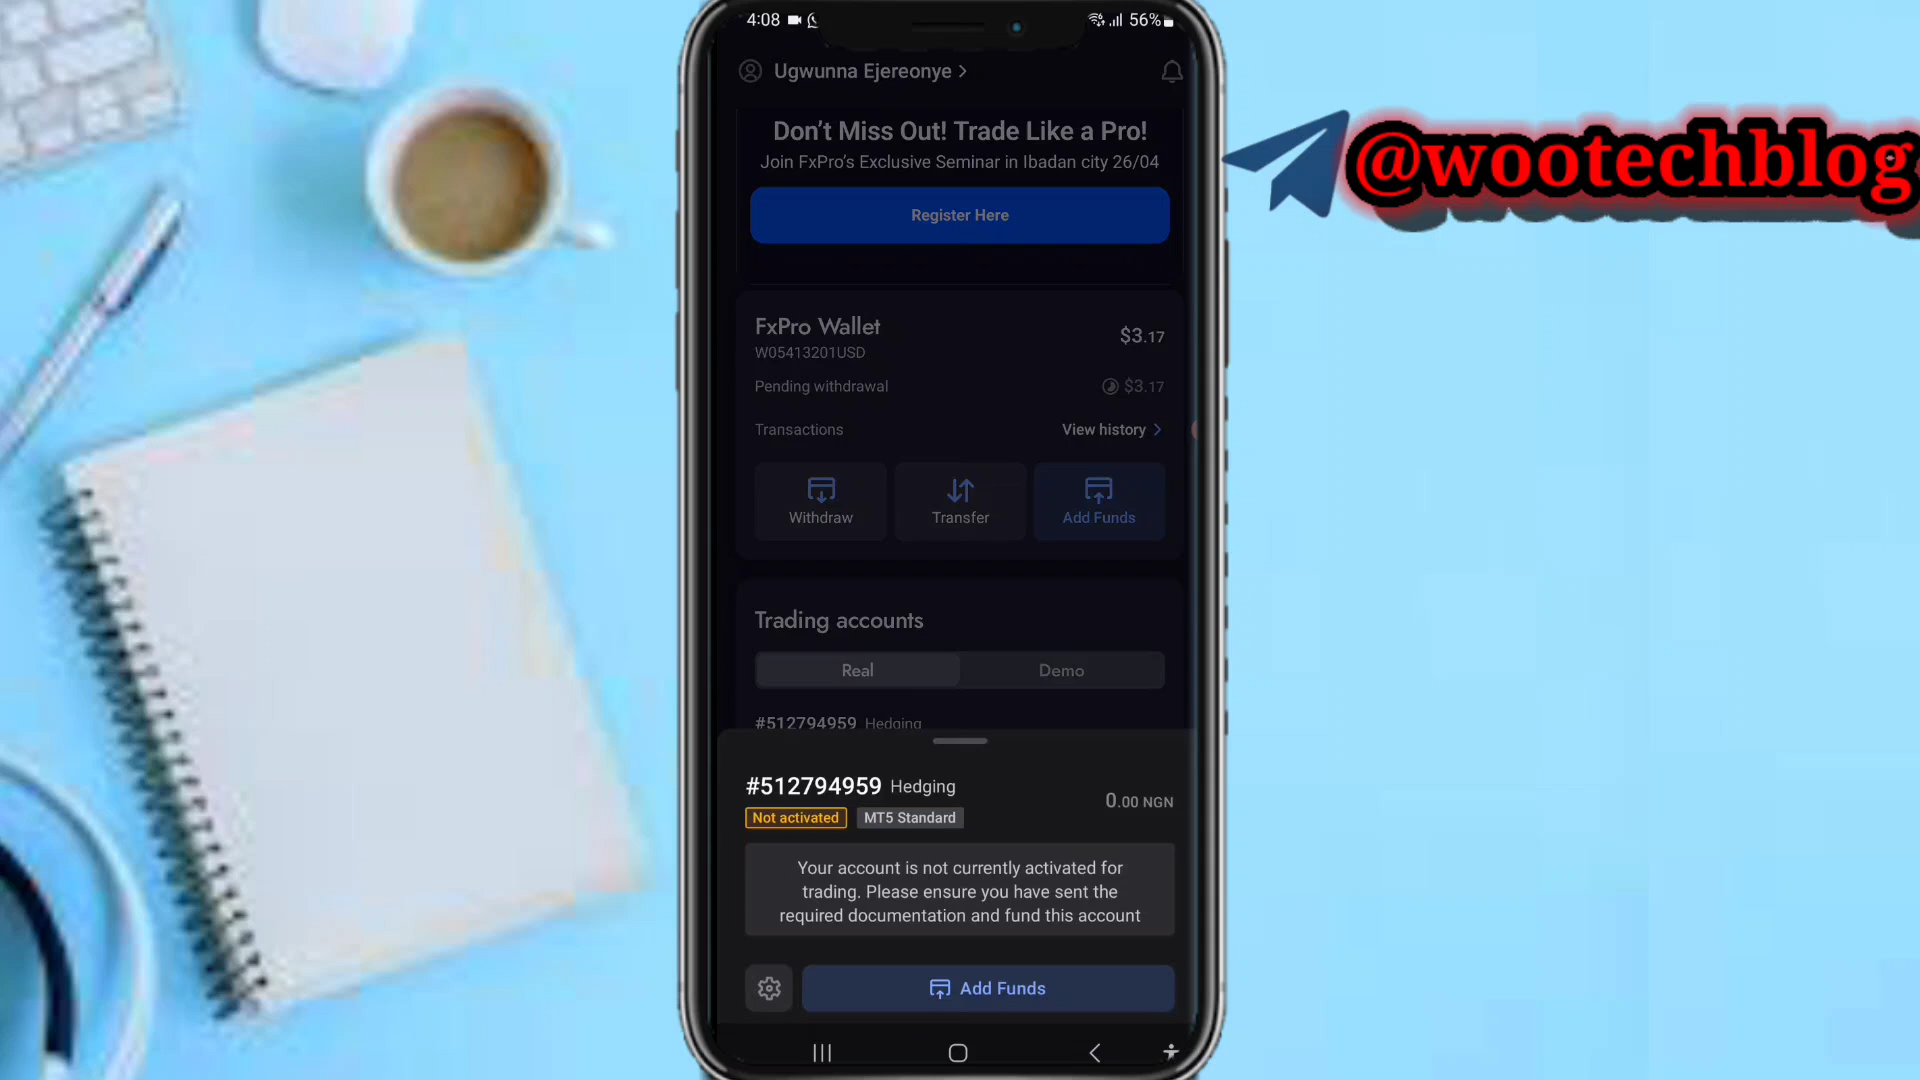 4:08
56%
Ugwunna Ejereonye
Don't Miss Out! Trade Like a Pro!
Join FxPro's Exclusive Seminar in Ibadan city 26/04
Register Here
FxPro Wallet
$3.17
W05413201USD
Pending withdrawal
$3.17
Transactions
View history
Withdraw
Transfer
Add Funds
Trading accounts
Real
Demo
#512794959 Hedging
#512794959 Hedging
0.00 NGN
Not activated
MT5 Standard
Your account is not currently activated for
trading. Please ensure you have sent the
required documentation and fund this account
Add Funds
@wootechblog